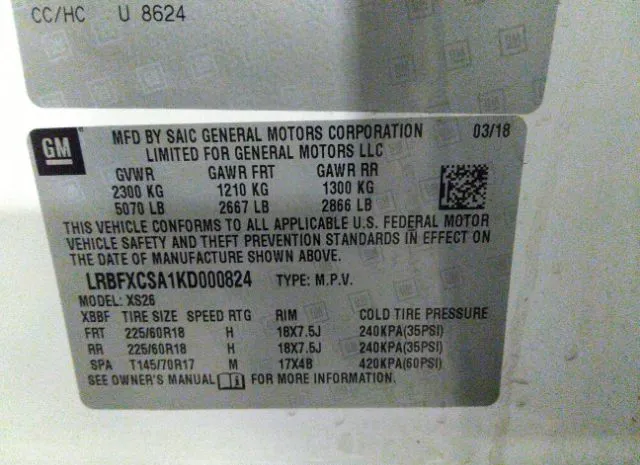 CC/HC U 8624
GM
MFD BY SAIC GENERAL MOTORS CORPORATION 03/18
LIMITED FOR GENERAL MOTORS LLC
GVWR GAWR FRT GAWR RR
2300 KG 1210 KG 1300 KG
5070 LB 2667 LB 2866 LB
THIS VEHICLE CONFORMS TO ALL APPLICABLE U.S. FEDERAL MOTOR
VEHICLE SAFETY AND THEFT PREVENTION STANDARDS IN EFFECT ON
THE DATE OF MANUFACTURE SHOWN ABOVE.
LRBFXCSA1KD000824 TYPE: M.P.V.
MODEL: XS26
XBBF TIRE SIZE SPEED RTG RIM COLD TIRE PRESSURE
FRT 225/60R18 H 18X7.5J 240KPA(35PSI)
RR 225/60R18 H 18X7.5J 240KPA(35PSI)
SPA T145/70R17 M 17X4B 420KPA(60PSI)
SEE OWNER'S MANUAL FOR MORE INFORMATION.